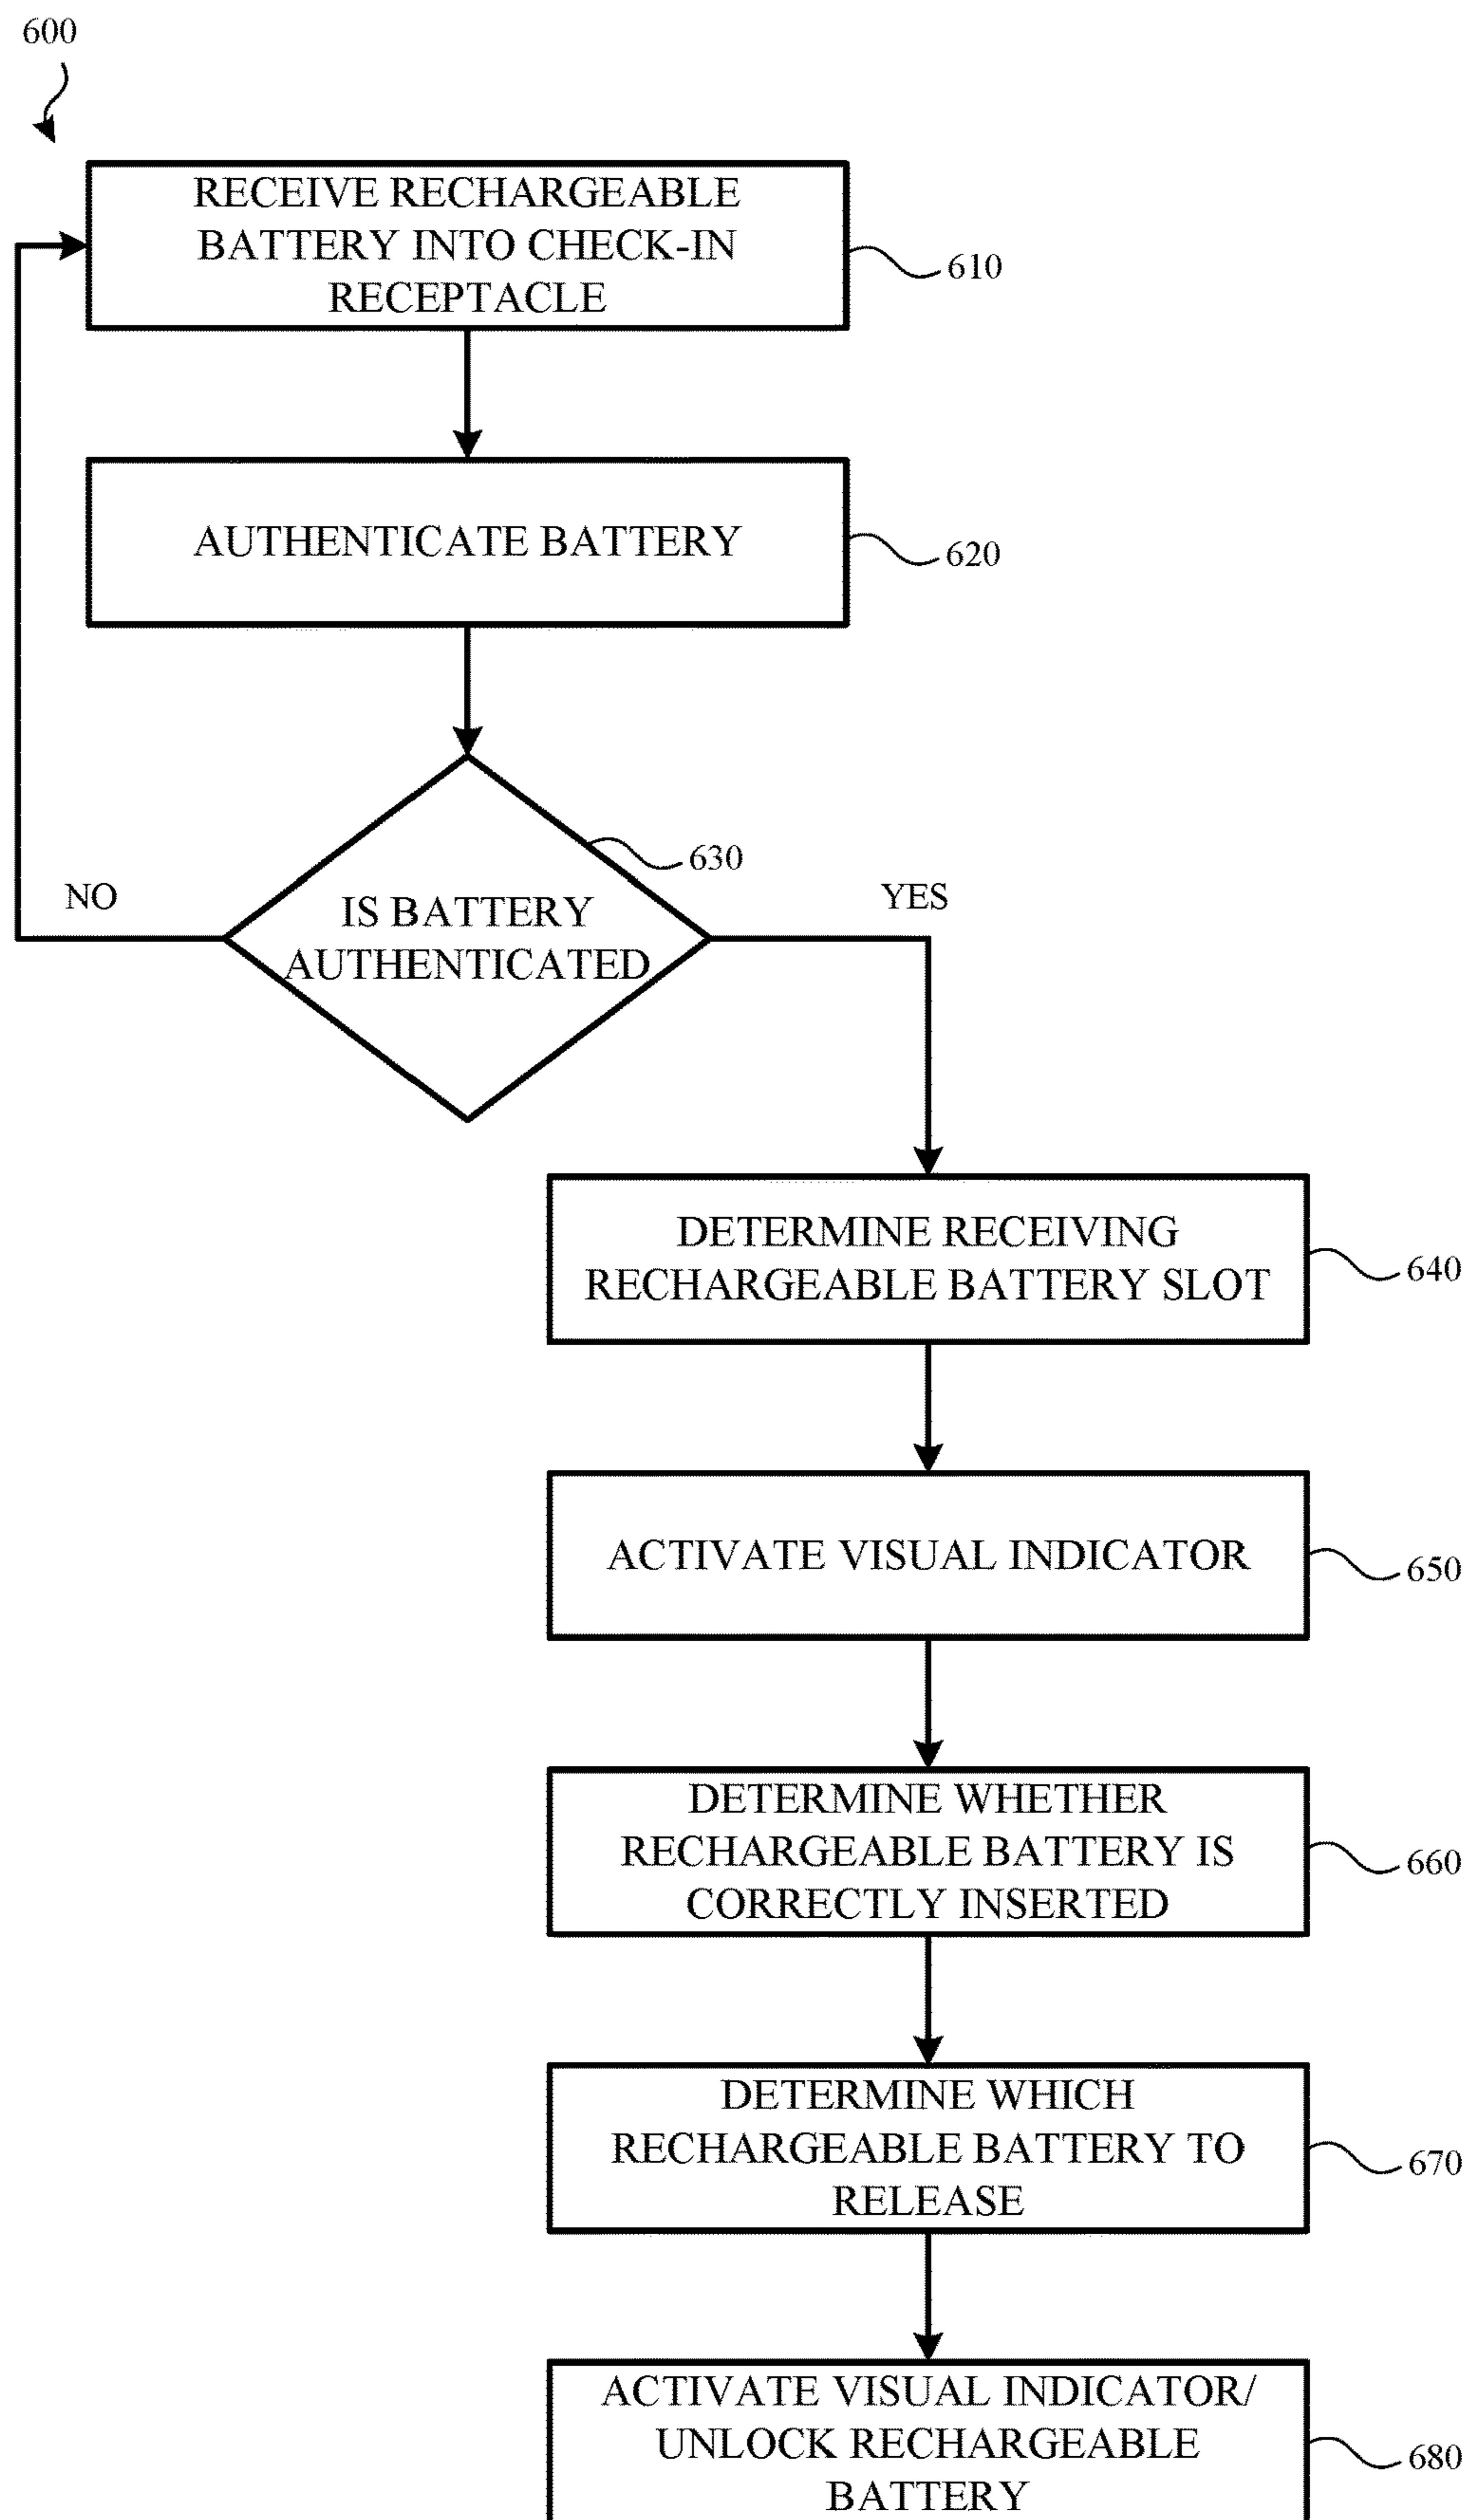 600
RECEIVE RECHARGEABLE
BATTERY INTO CHECK-IN
RECEPTACLE
610
AUTHENTICATE BATTERY
620
630
NO
YES
IS BATTERY
AUTHENTICATED
DETERMINE RECEIVING
RECHARGEABLE BATTERY SLOT
640
ACTIVATE VISUAL INDICATOR
650
DETERMINE WHETHER
RECHARGEABLE BATTERY IS
CORRECTLY INSERTED
660
DETERMINE WHICH
RECHARGEABLE BATTERY TO
RELEASE
670
ACTIVATE VISUAL INDICATOR/
UNLOCK RECHARGEABLE
BATTERY
680